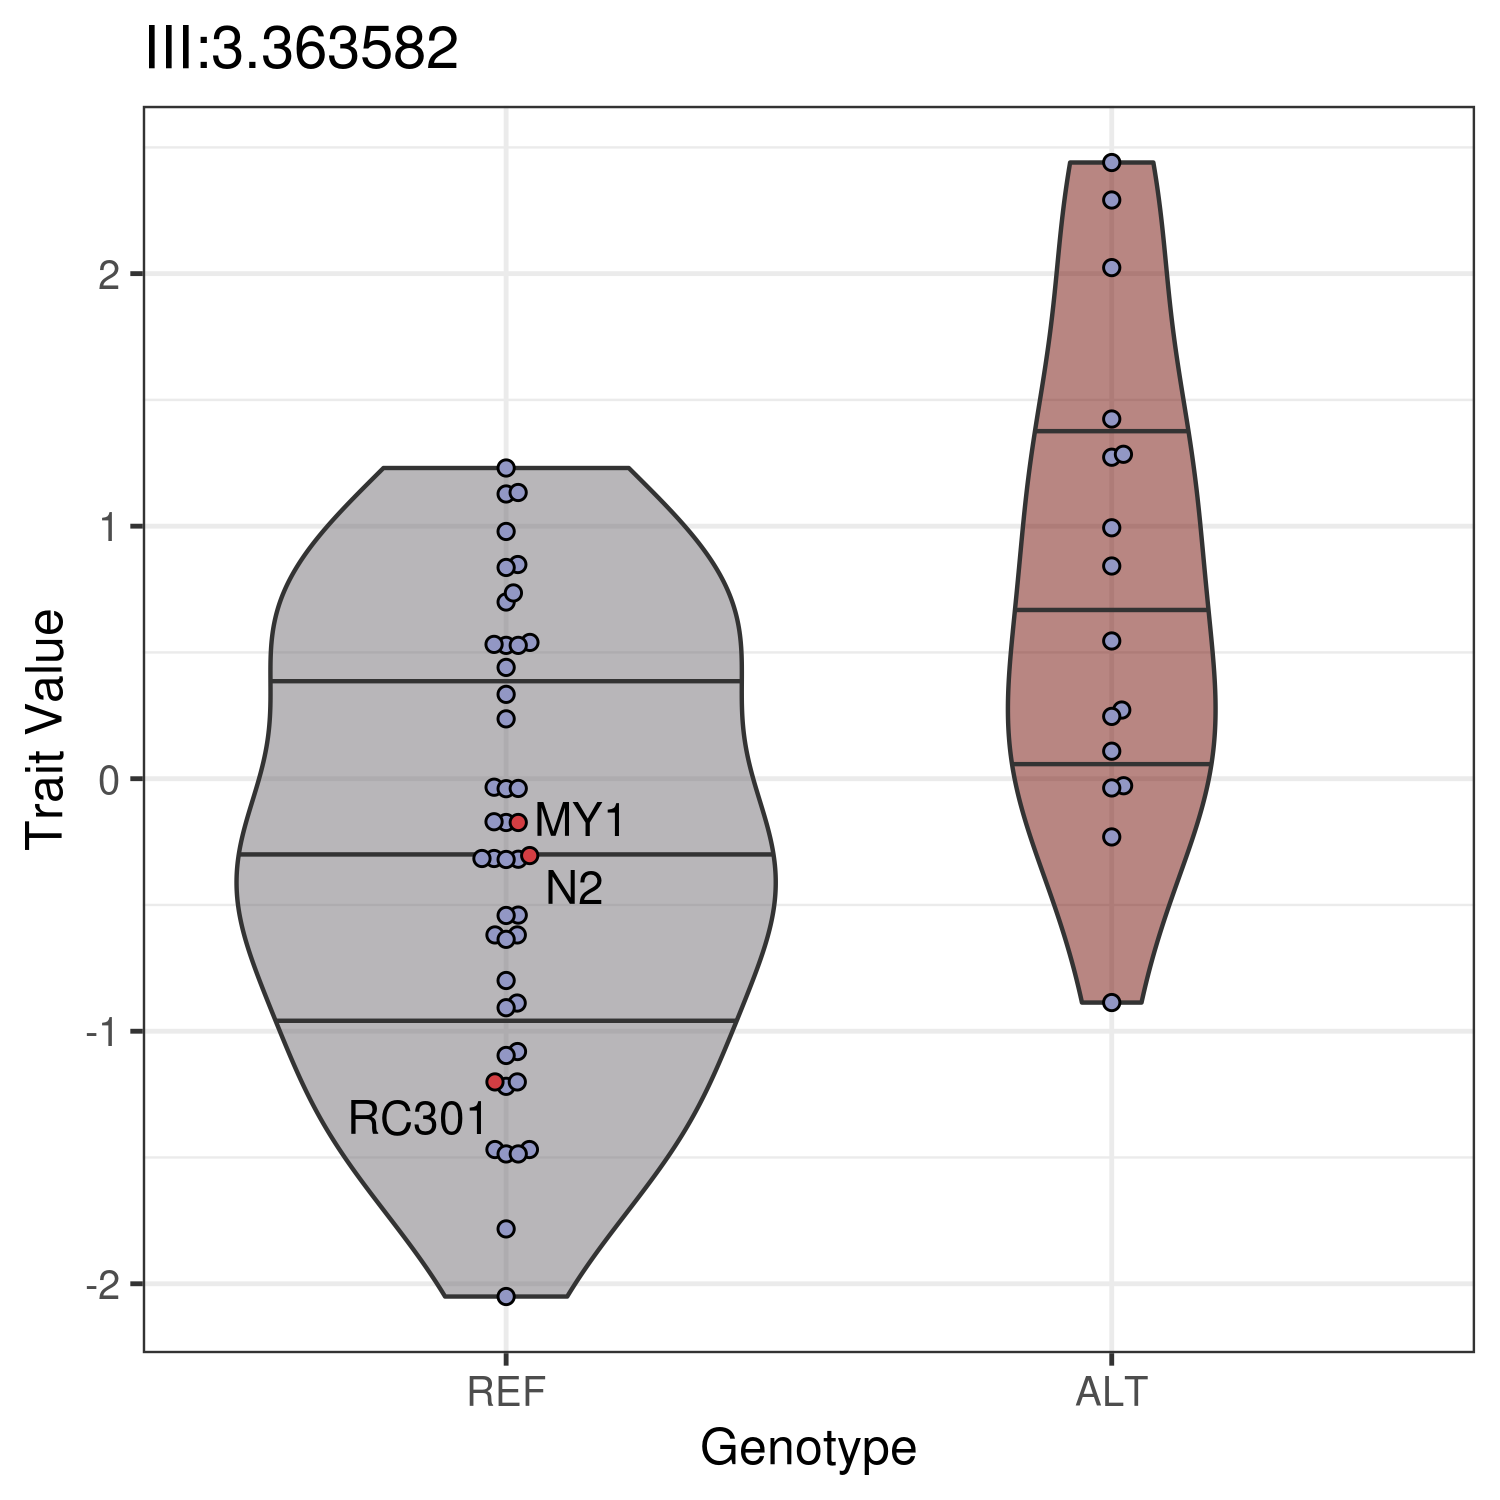 III:3.363582
Trait Value
2
1
0
-1
-2
MY1
N2
RC301
REF
ALT
Genotype